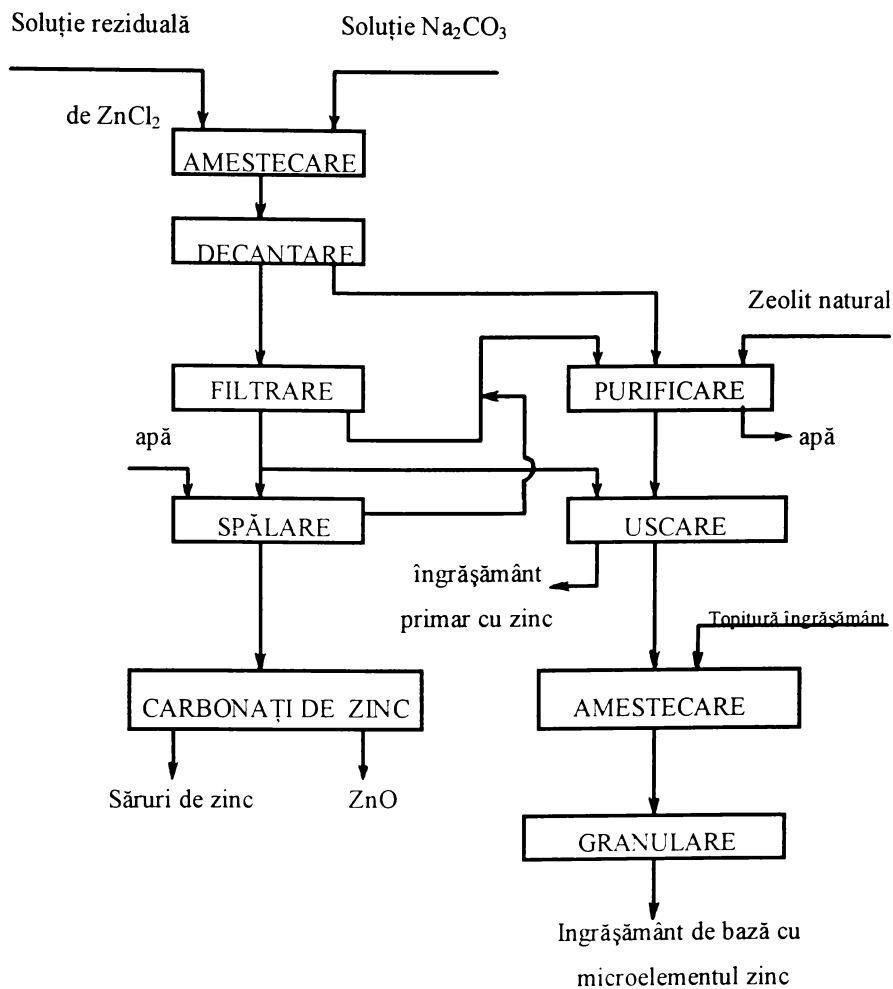 Soluție reziduală
Soluție Na₂CO₃
de ZnCl₂
AMESTECARE
DECANTARE
Zeolit natural
FILTRARE
PURIFICARE
apă
apă
SPĂLARE
USCARE
îngrășământ
primar cu zinc
Topitură îngrășământ
CARBONAȚI DE ZINC
AMESTECARE
Săruri de zinc
ZnO
GRANULARE
Ingrășământ de bază cu
microelementul zinc